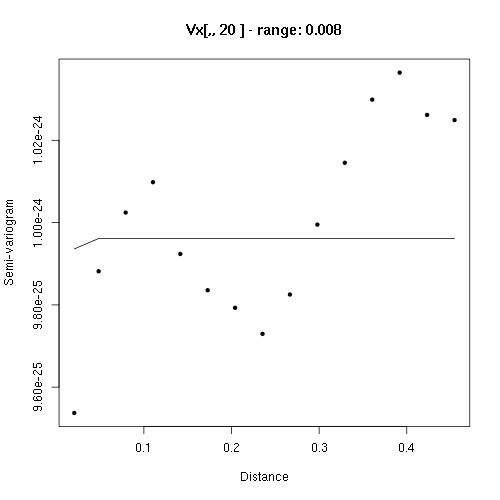 Vx[,, 20 ] - range: 0.008
Semi-variogram
1.02e-24
1.00e-24
9.80e-25
9.60e-25
0.1 0.2 0.3 0.4
Distance